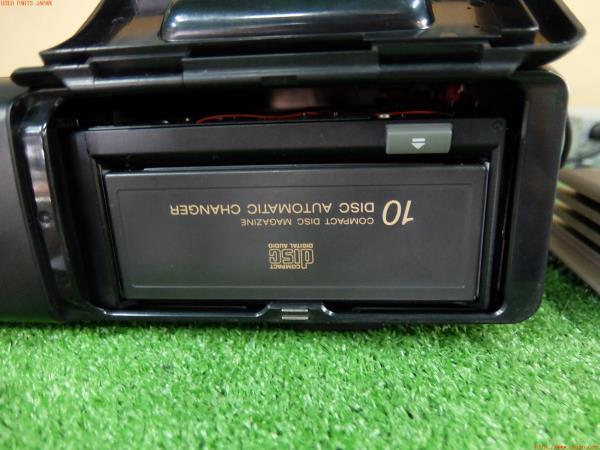 USED PARTS JAPAN
COMPACT DISC MAGAZINE
10 DISC AUTOMATIC CHANGER
COMPACT
disc
DIGITAL AUDIO